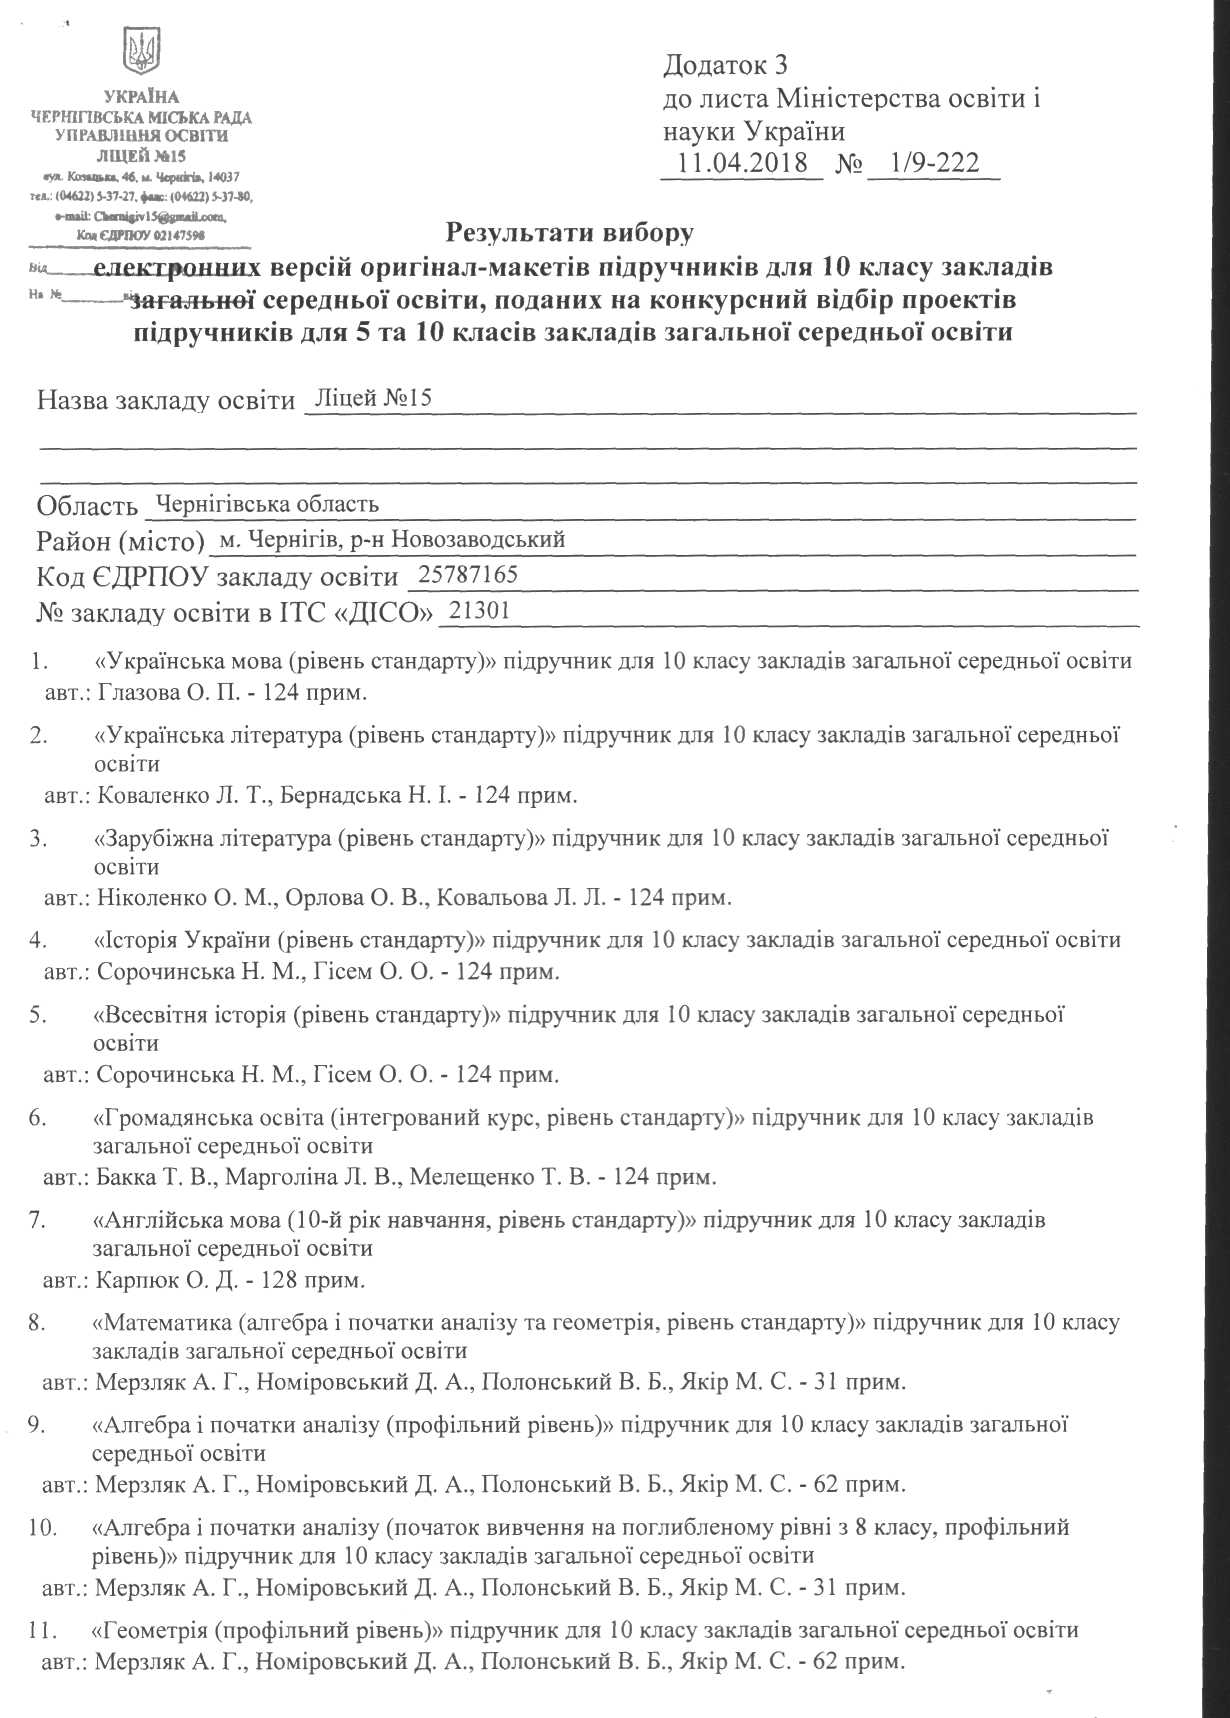 УКРАЇНА
ЧЕРНІГІВСЬКА МІСЬКА РАДА
УПРАВЛІННЯ ОСВІТИ
ЛІЦЕЙ №15
вул. Козацька, 46, м. Чернігів, 14037
тел.: (04622) 5-37-27, факс: (04622) 5-37-80,
e-mail: Chernigiv15@gmail.com,
Код ЄДРПОУ 02147598
Від
На № від
Додаток 3
до листа Міністерства освіти і
науки України
11.04.2018 № 1/9-222
Результати вибору
електронних версій оригінал-макетів підручників для 10 класу закладів
загальної середньої освіти, поданих на конкурсний відбір проектів
підручників для 5 та 10 класів закладів загальної середньої освіти
Назва закладу освіти Ліцей №15
Область Чернігівська область
Район (місто) м. Чернігів, р-н Новозаводський
Код ЄДРПОУ закладу освіти 25787165
№ закладу освіти в ІТС «ДІСО» 21301
1. «Українська мова (рівень стандарту)» підручник для 10 класу закладів загальної середньої освіти
авт.: Глазова О. П. - 124 прим.
2. «Українська література (рівень стандарту)» підручник для 10 класу закладів загальної середньої
освіти
авт.: Коваленко Л. Т., Бернадська Н. І. - 124 прим.
3. «Зарубіжна література (рівень стандарту)» підручник для 10 класу закладів загальної середньої
освіти
авт.: Ніколенко О. М., Орлова О. В., Ковальова Л. Л. - 124 прим.
4. «Історія України (рівень стандарту)» підручник для 10 класу закладів загальної середньої освіти
авт.: Сорочинська Н. М., Гісем О. О. - 124 прим.
5. «Всесвітня історія (рівень стандарту)» підручник для 10 класу закладів загальної середньої
освіти
авт.: Сорочинська Н. М., Гісем О. О. - 124 прим.
6. «Громадянська освіта (інтегрований курс, рівень стандарту)» підручник для 10 класу закладів
загальної середньої освіти
авт.: Бакка Т. В., Марголіна Л. В., Мелещенко Т. В. - 124 прим.
7. «Англійська мова (10-й рік навчання, рівень стандарту)» підручник для 10 класу закладів
загальної середньої освіти
авт.: Карпюк О. Д. - 128 прим.
8. «Математика (алгебра і початки аналізу та геометрія, рівень стандарту)» підручник для 10 класу
закладів загальної середньої освіти
авт.: Мерзляк А. Г., Номіровський Д. А., Полонський В. Б., Якір М. С. - 31 прим.
9. «Алгебра і початки аналізу (профільний рівень)» підручник для 10 класу закладів загальної
середньої освіти
авт.: Мерзляк А. Г., Номіровський Д. А., Полонський В. Б., Якір М. С. - 62 прим.
10. «Алгебра і початки аналізу (початок вивчення на поглибленому рівні з 8 класу, профільний
рівень)» підручник для 10 класу закладів загальної середньої освіти
авт.: Мерзляк А. Г., Номіровський Д. А., Полонський В. Б., Якір М. С. - 31 прим.
11. «Геометрія (профільний рівень)» підручник для 10 класу закладів загальної середньої освіти
авт.: Мерзляк А. Г., Номіровський Д. А., Полонський В. Б., Якір М. С. - 62 прим.